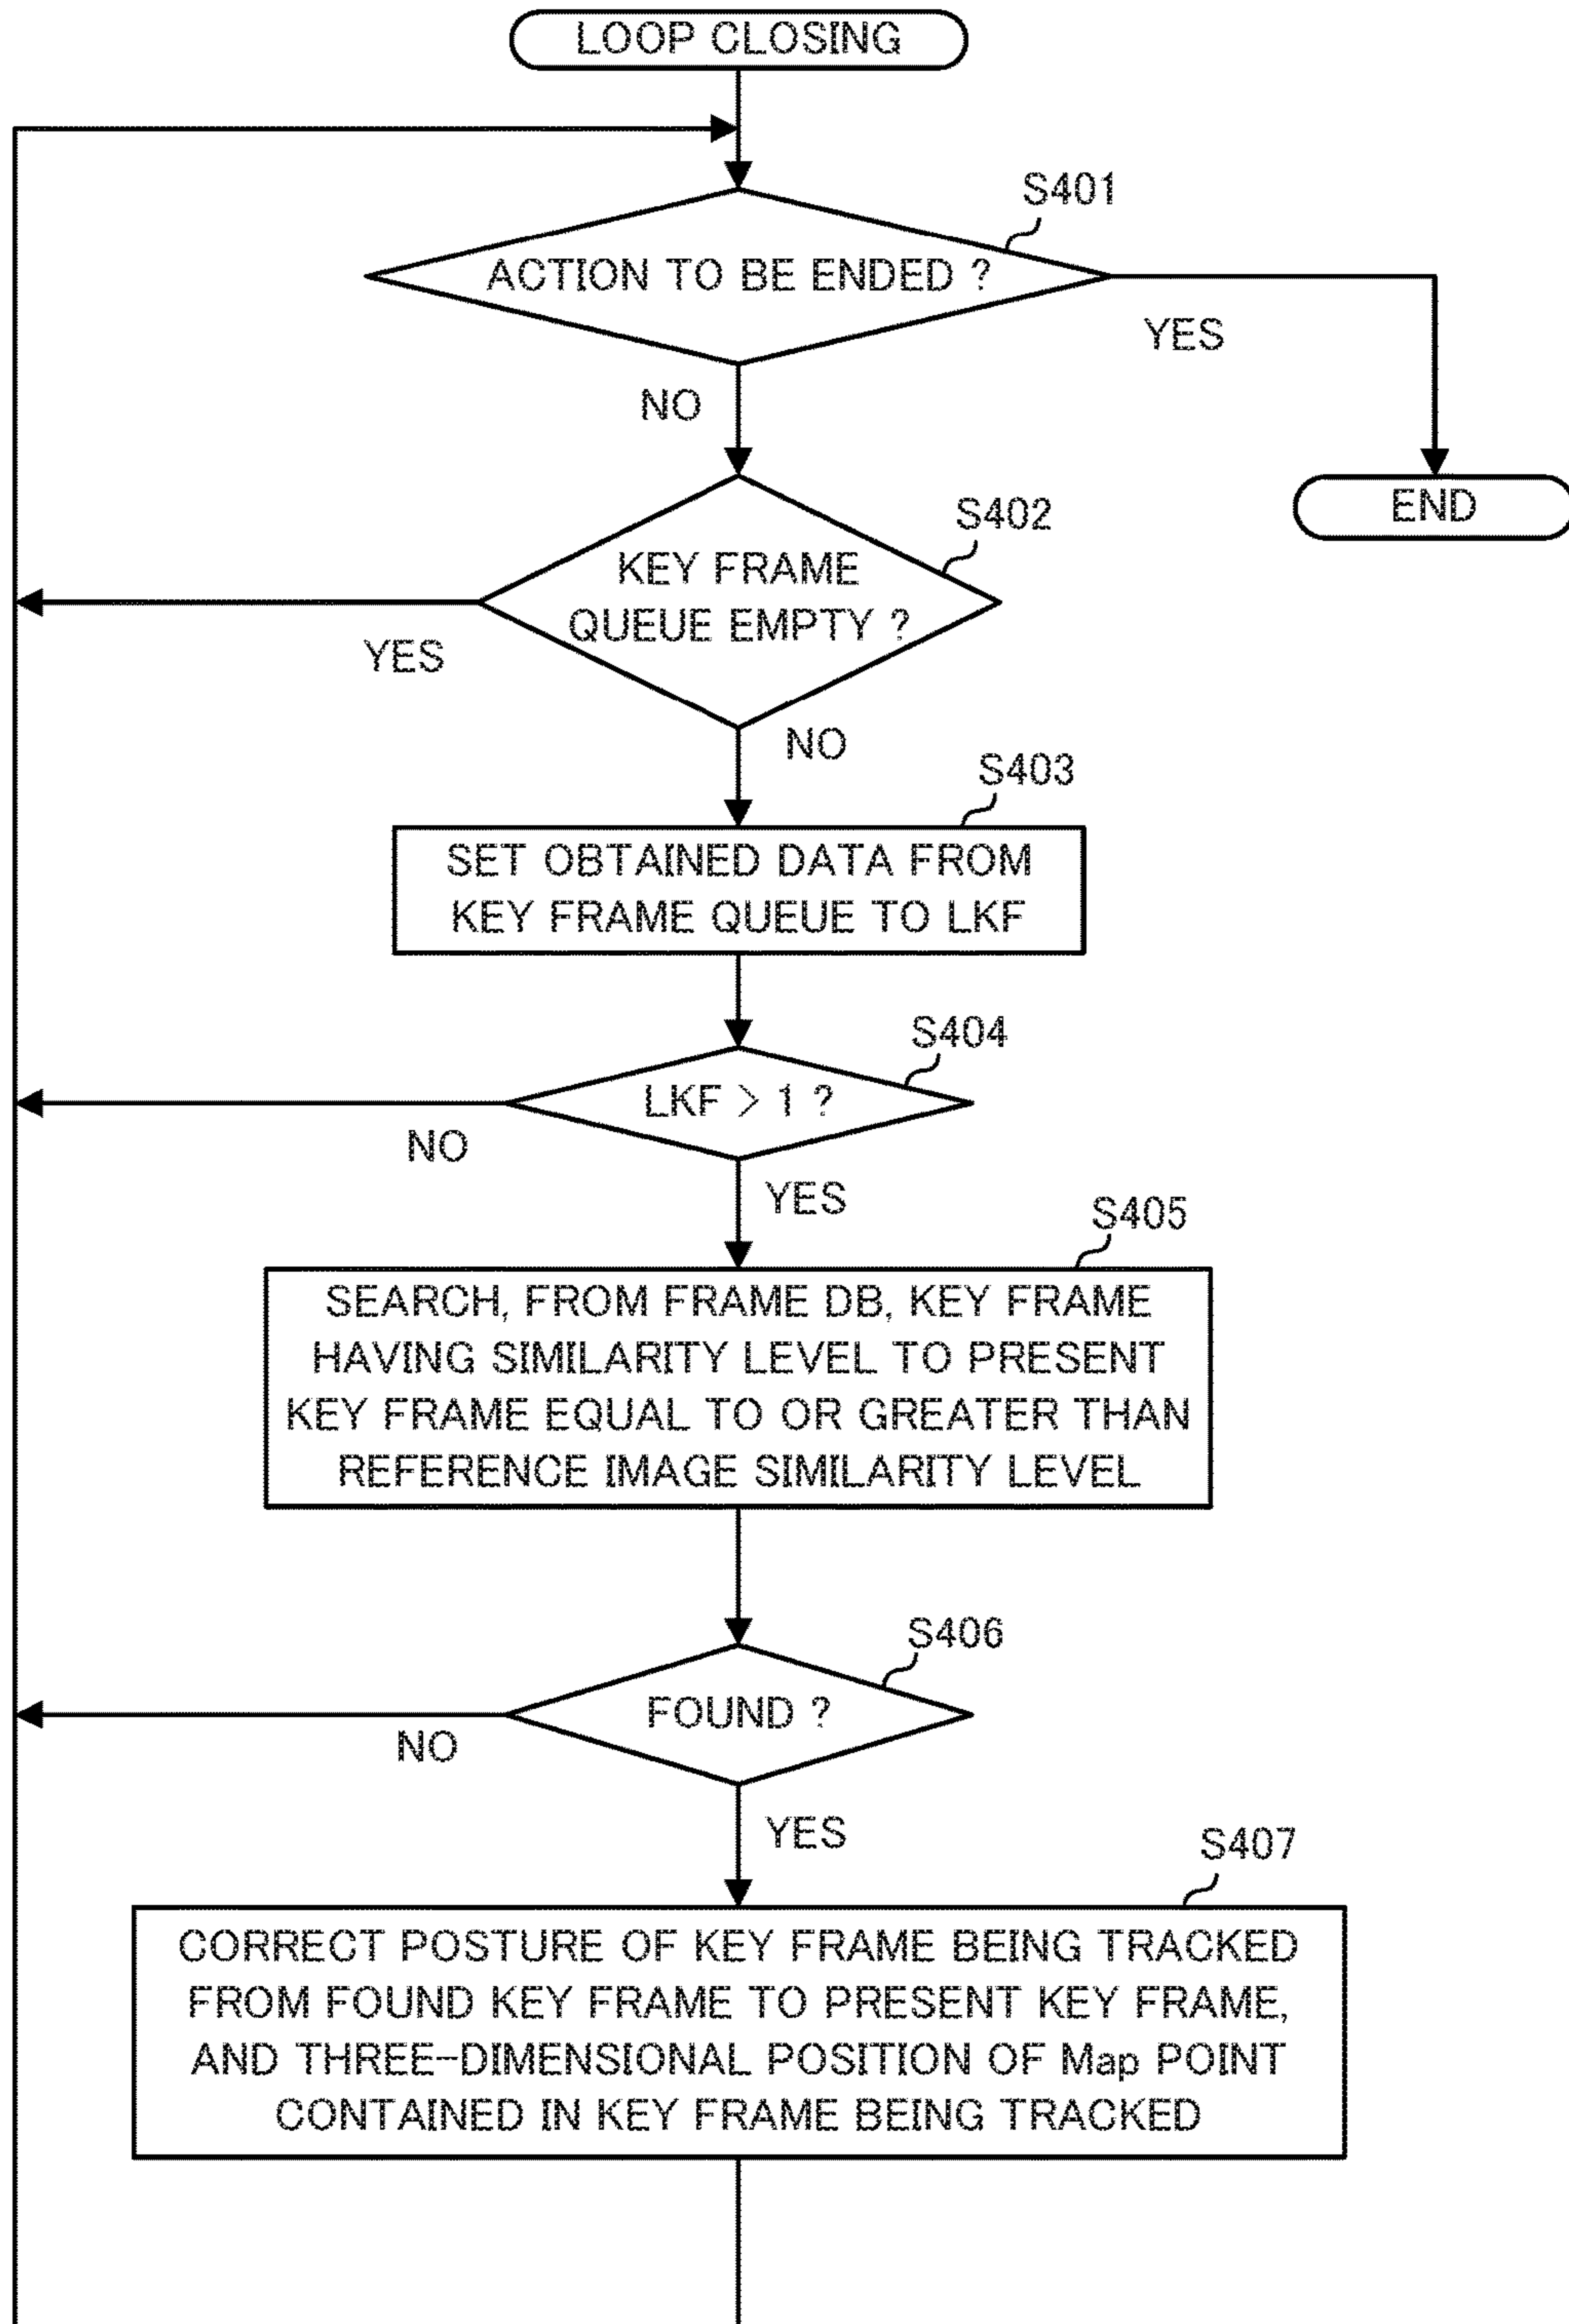 LOOP CLOSING
S401
ACTION TO BE ENDED ?
YES
NO
END
S402
KEY FRAME
QUEUE EMPTY ?
YES
NO
S403
SET OBTAINED DATA FROM
KEY FRAME QUEUE TO LKF
S404
LKF > 1 ?
NO
YES
S405
SEARCH, FROM FRAME DB, KEY FRAME
HAVING SIMILARITY LEVEL TO PRESENT
KEY FRAME EQUAL TO OR GREATER THAN
REFERENCE IMAGE SIMILARITY LEVEL
S406
FOUND ?
NO
YES
S407
CORRECT POSTURE OF KEY FRAME BEING TRACKED
FROM FOUND KEY FRAME TO PRESENT KEY FRAME,
AND THREE-DIMENSIONAL POSITION OF Map POINT
CONTAINED IN KEY FRAME BEING TRACKED